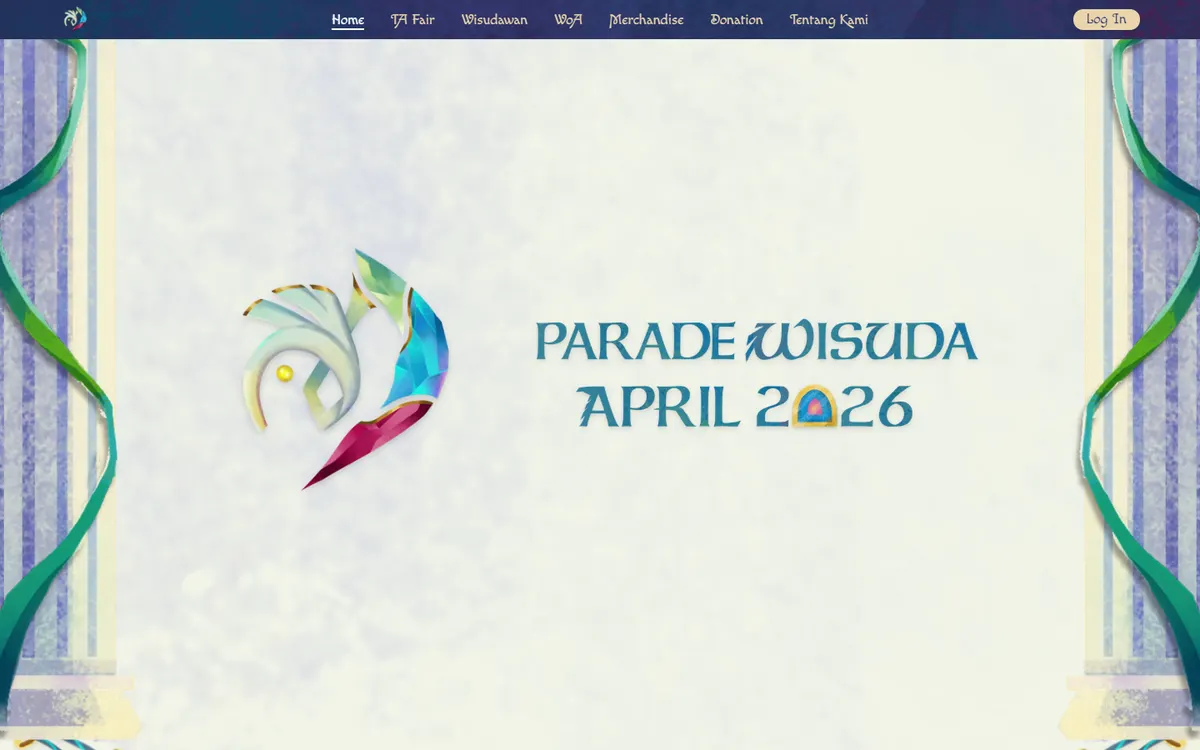 Home
TA Fair
Wisudawan
WoA
Merchandise
Donation
Tentang Kami
Log In
PARADE WISUDA
APRIL 2026